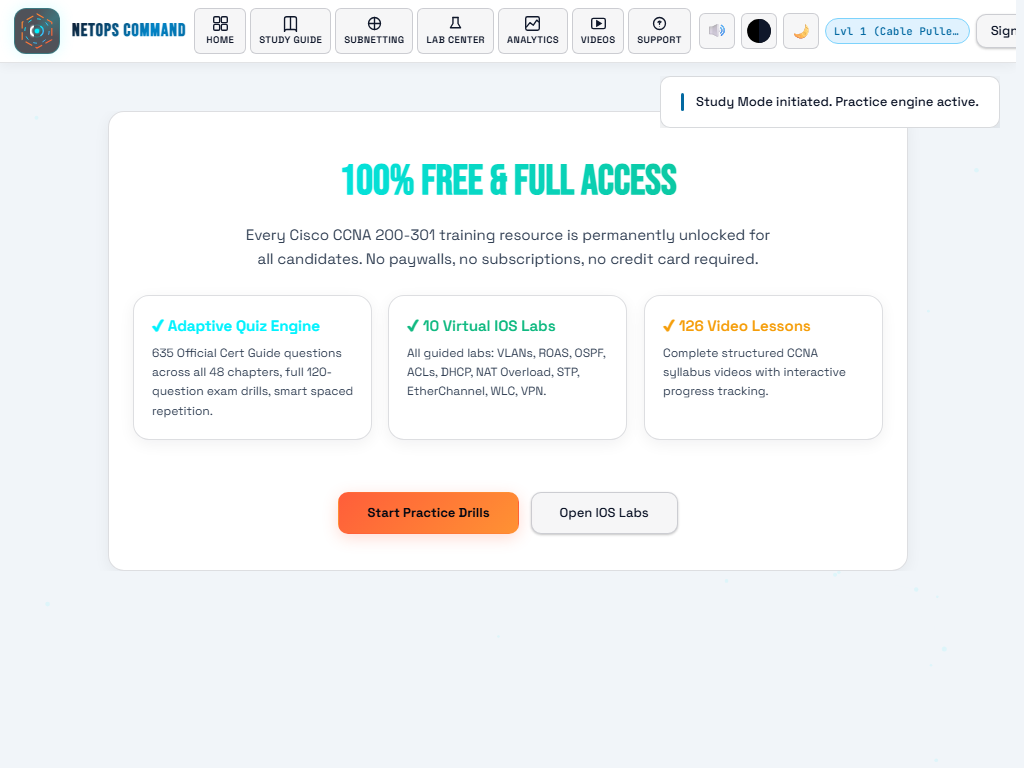 NETOPS COMMAND
HOME
STUDY GUIDE
SUBNETTING
LAB CENTER
ANALYTICS
VIDEOS
SUPPORT
Lvl 1 (Cable Pulle…
Sign
Study Mode initiated. Practice engine active.
100% FREE & FULL ACCESS
Every Cisco CCNA 200-301 training resource is permanently unlocked for
all candidates. No paywalls, no subscriptions, no credit card required.
✓ Adaptive Quiz Engine
635 Official Cert Guide questions
across all 48 chapters, full 120-
question exam drills, smart spaced
repetition.
✓ 10 Virtual IOS Labs
All guided labs: VLANs, ROAS, OSPF,
ACLs, DHCP, NAT Overload, STP,
EtherChannel, WLC, VPN.
✓ 126 Video Lessons
Complete structured CCNA
syllabus videos with interactive
progress tracking.
Start Practice Drills
Open IOS Labs